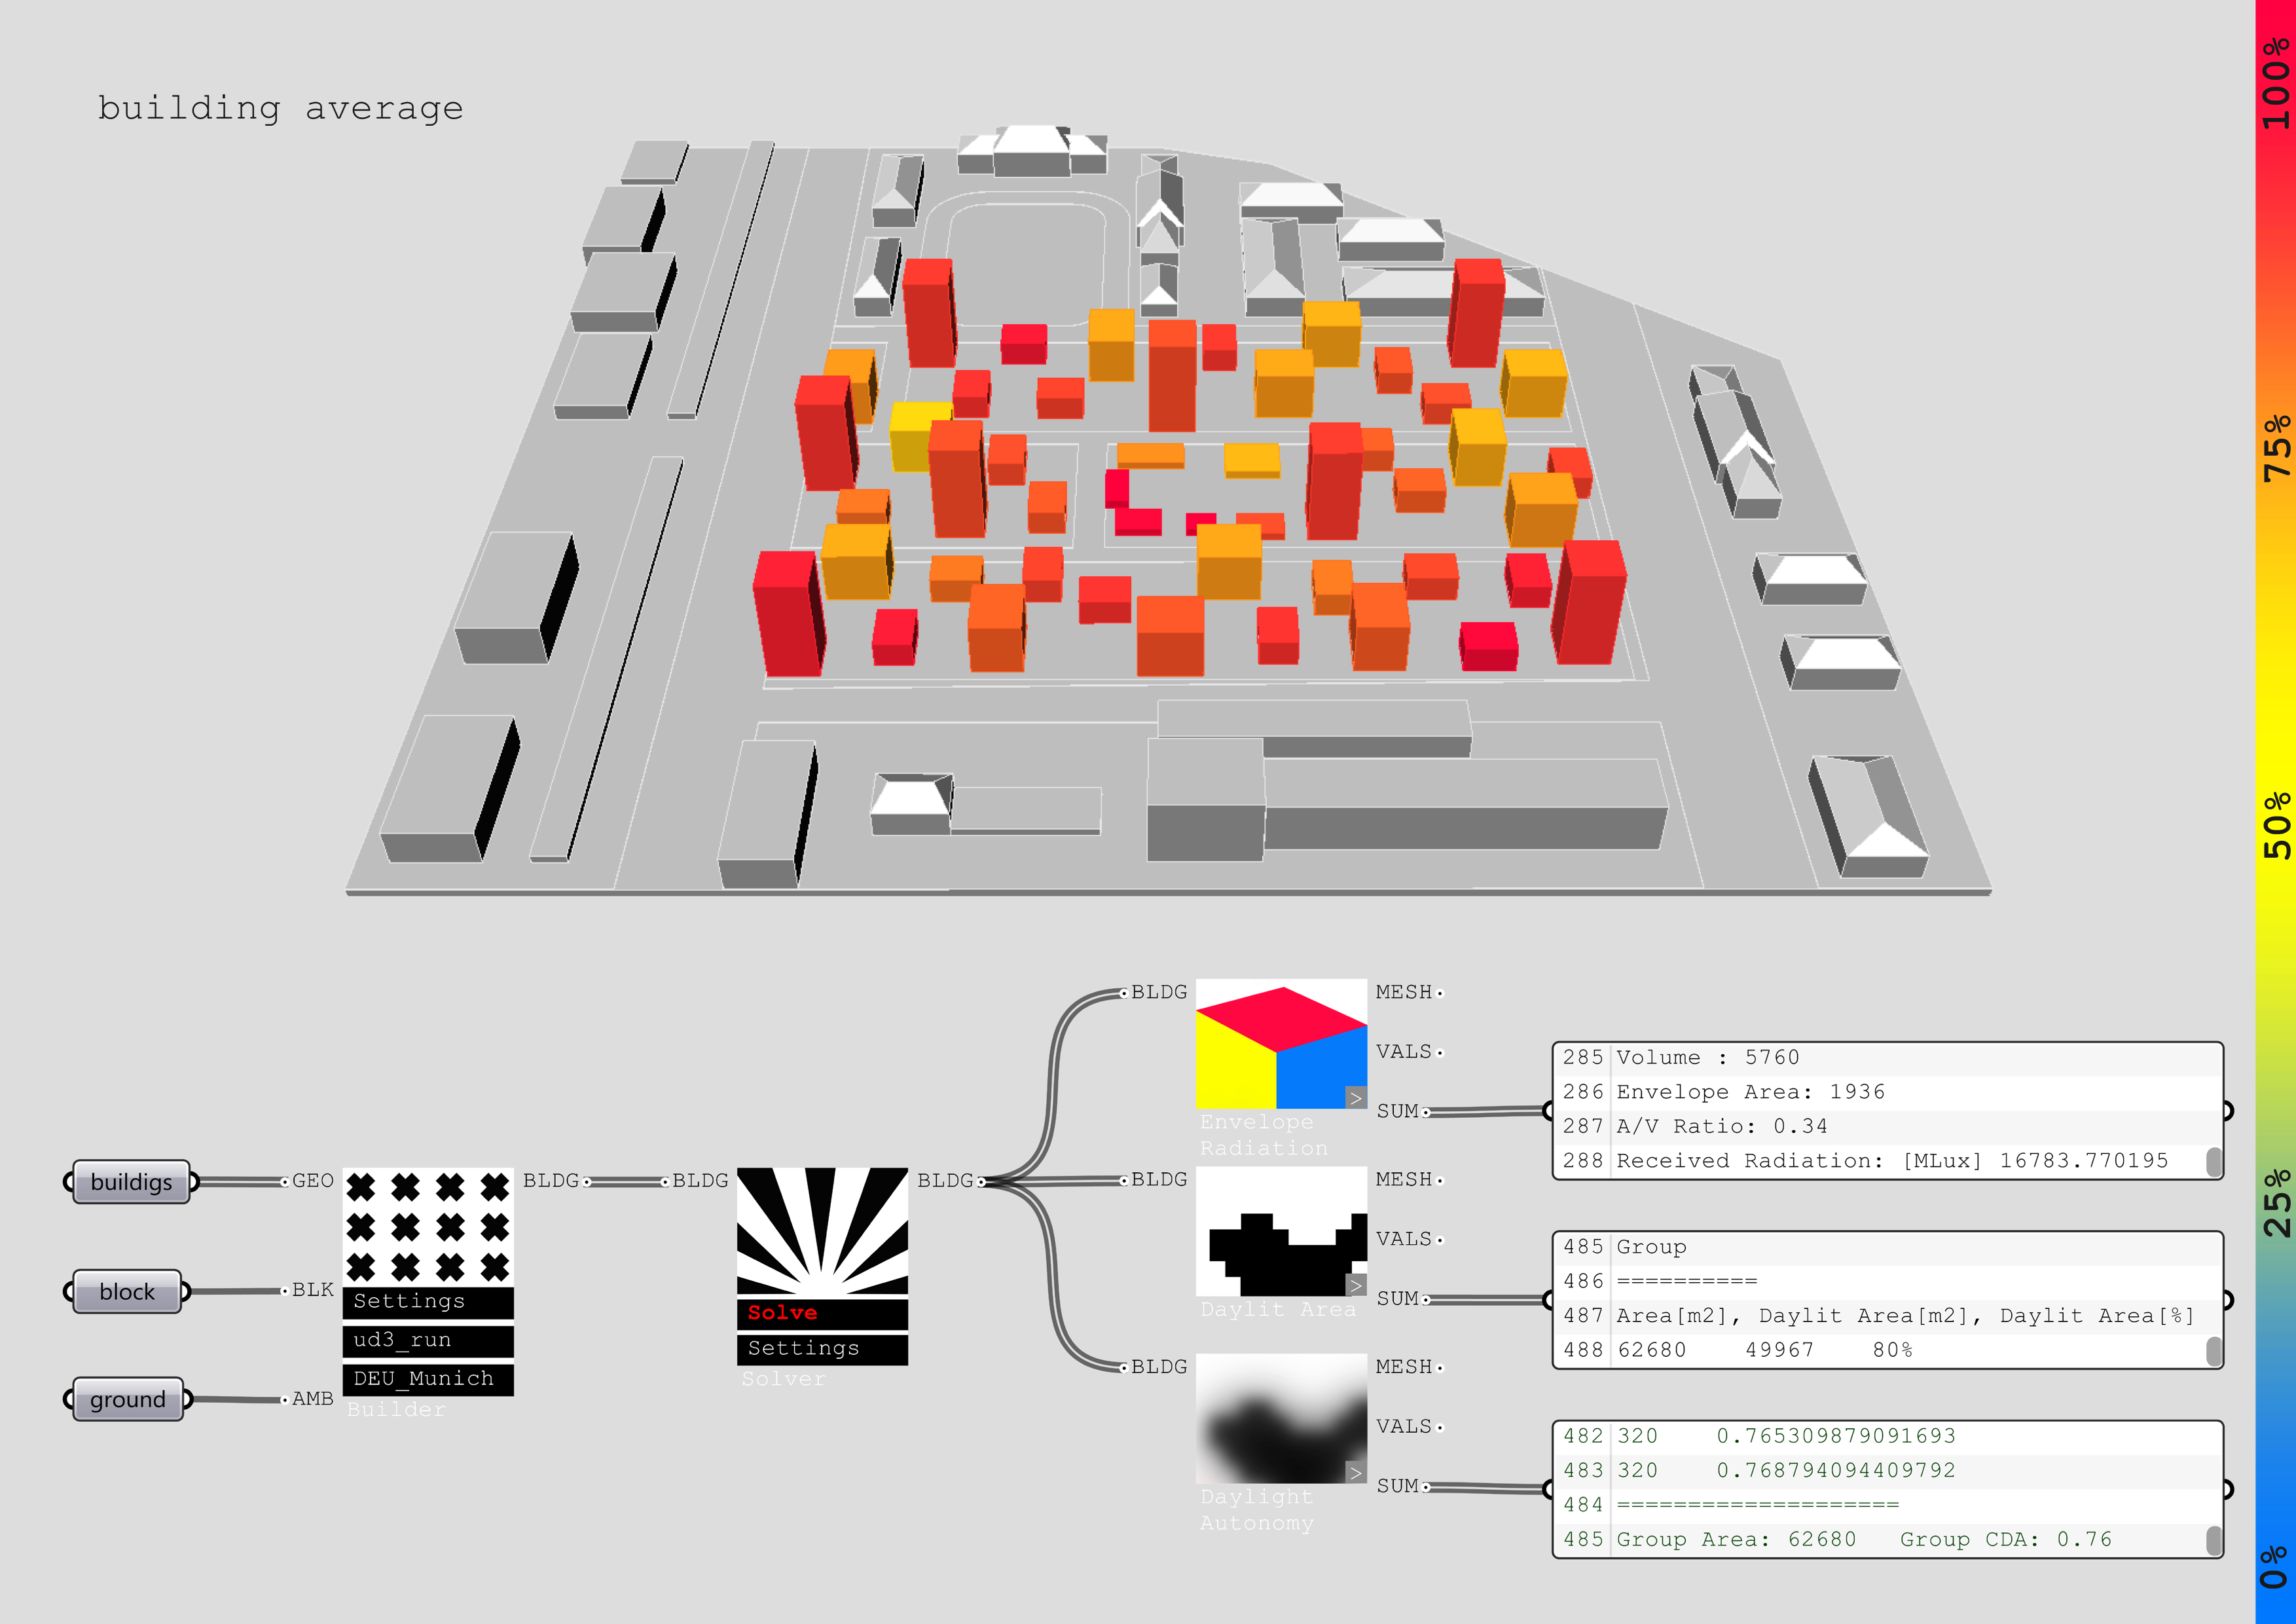 building average
100%
75%
50%
25%
0%
buildigs
block
ground
GEO
BLK
AMB
BLDG
Settings
ud3_run
DEU_Munich
Builder
BLDG
BLDG
Solve
Settings
Solver
BLDG
MESH
VALS
SUM
Envelope
Radiation
285 Volume : 5760
286 Envelope Area: 1936
287 A/V Ratio: 0.34
288 Received Radiation: [MLux] 16783.770195
BLDG
MESH
VALS
SUM
>
>
>
Daylit Area
485 Group
486 ==========
487 Area[m2], Daylit Area[m2], Daylit Area[%]
488 62680 49967 80%
BLDG
MESH
VALS
SUM
Daylight
Autonomy
482 320 0.765309879091693
483 320 0.768794094409792
484 ====================
485 Group Area: 62680 Group CDA: 0.76